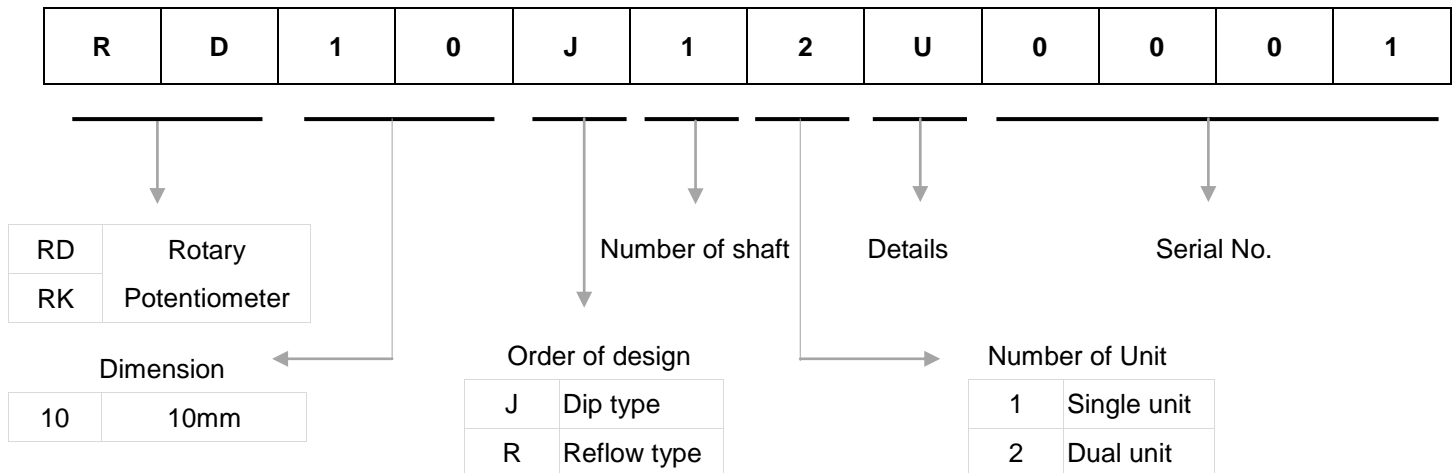 R D 1 0 J 1 2 U 0 0 0 1
RD Rotary
RK Potentiometer
Number of shaft Details Serial No.
Dimension
10 10mm
Order of design
J Dip type
R Reflow type
Number of Unit
1 Single unit
2 Dual unit